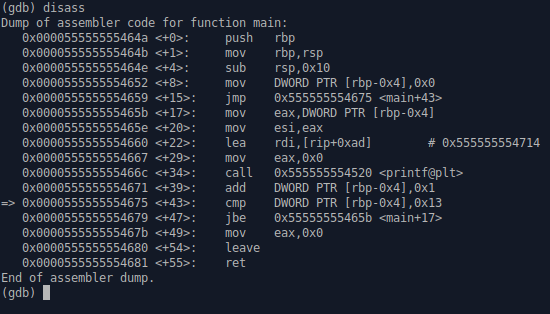 (gdb) disass
Dump of assembler code for function main:
   0x000055555555464a <+0>:	push   rbp
   0x000055555555464b <+1>:	mov    rbp,rsp
   0x000055555555464e <+4>:	sub    rsp,0x10
   0x0000555555554652 <+8>:	mov    DWORD PTR [rbp-0x4],0x0
   0x0000555555554659 <+15>:	jmp    0x555555554675 <main+43>
   0x000055555555465b <+17>:	mov    eax,DWORD PTR [rbp-0x4]
   0x000055555555465e <+20>:	mov    esi,eax
   0x0000555555554660 <+22>:	lea    rdi,[rip+0xad]        # 0x555555554714
   0x0000555555554667 <+29>:	mov    eax,0x0
   0x000055555555466c <+34>:	call   0x555555554520 <printf@plt>
   0x0000555555554671 <+39>:	add    DWORD PTR [rbp-0x4],0x1
=> 0x0000555555554675 <+43>:	cmp    DWORD PTR [rbp-0x4],0x13
   0x0000555555554679 <+47>:	jbe    0x55555555465b <main+17>
   0x000055555555467b <+49>:	mov    eax,0x0
   0x0000555555554680 <+54>:	leave
   0x0000555555554681 <+55>:	ret
End of assembler dump.
(gdb)